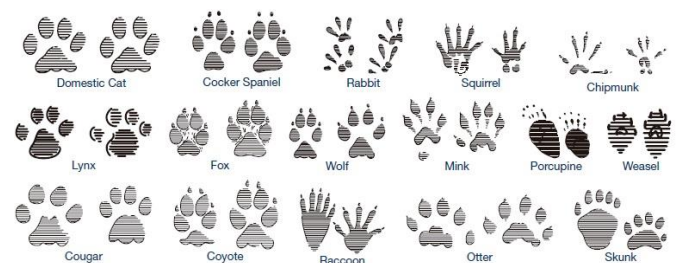 Domestic Cat
Cocker Spaniel
Rabbit
Squirrel
Chipmunk
Lynx
Fox
Wolf
Mink
Porcupine
Weasel
Cougar
Coyote
Raccoon
Otter
Skunk